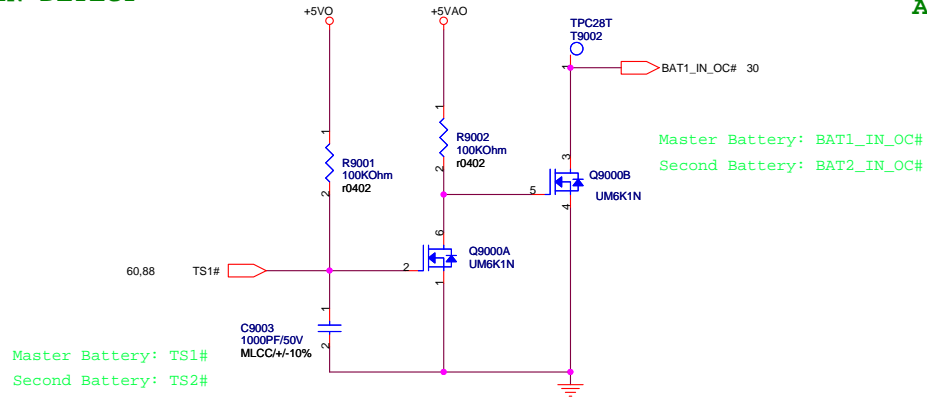 +5VO
+5VAO
TPC28T
T9002
A
1
BAT1_IN_OC# 30
1
R9001
100KOhm
r0402
2
1
R9002
100KOhm
r0402
2
Master Battery: BAT1_IN_OC#
Second Battery: BAT2_IN_OC#
3
Q9000B
5
UM6K1N
4
6
Q9000A
UM6K1N
2
1
60,88 TS1#
1
C9003
1000PF/50V
MLCC/+/-10%
2
Master Battery: TS1#
Second Battery: TS2#